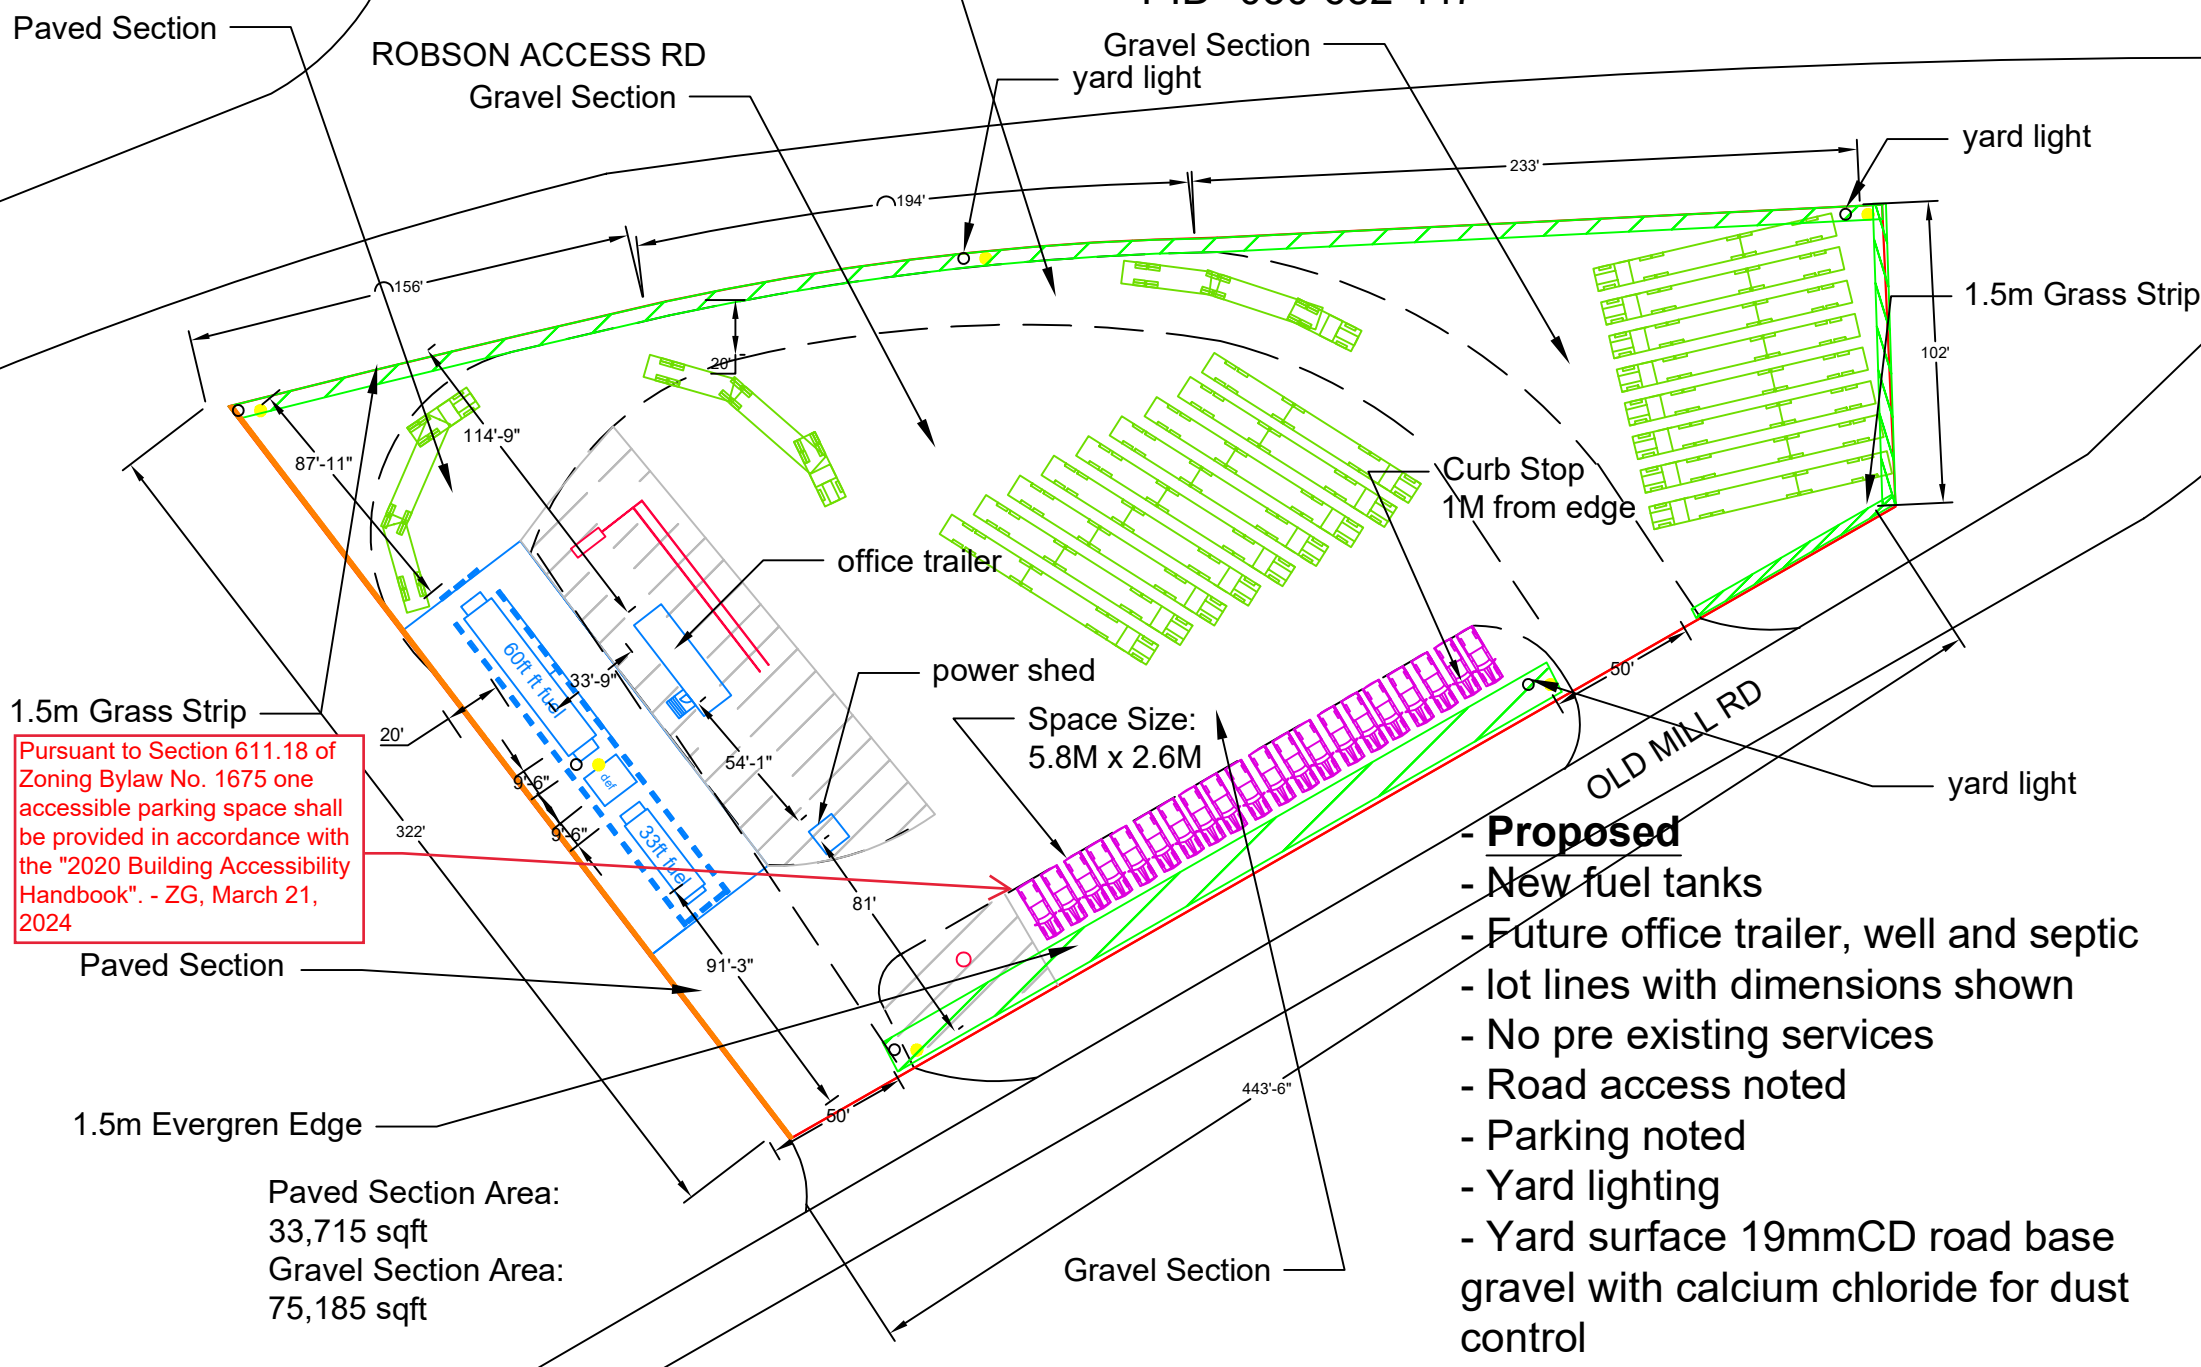 Paved Section
ROBSON ACCESS RD
Gravel Section
Gravel Section
yard light
yard light
233'
194'
156'
1.5m Grass Strip
102'
20'
114'-9"
87'-11"
Curb Stop
1M from edge
office trailer
60ft ft fuel
33'-9"
power shed
1.5m Grass Strip
Space Size:
5.8M x 2.6M
50'
OLD MILL RD
yard light
20'
54'-1"
9'-6"
def
9'-6"
33ft fuel
322'
81'
91'-3"
Pursuant to Section 611.18 of
Zoning Bylaw No. 1675 one
accessible parking space shall
be provided in accordance with
the "2020 Building Accessibility
Handbook". - ZG, March 21,
2024
Paved Section
1.5m Evergren Edge
50'
443'-6"
Paved Section Area:
33,715 sqft
Gravel Section Area:
75,185 sqft
Gravel Section
- Proposed
- New fuel tanks
- Future office trailer, well and septic
- lot lines with dimensions shown
- No pre existing services
- Road access noted
- Parking noted
- Yard lighting
- Yard surface 19mmCD road base
gravel with calcium chloride for dust
control